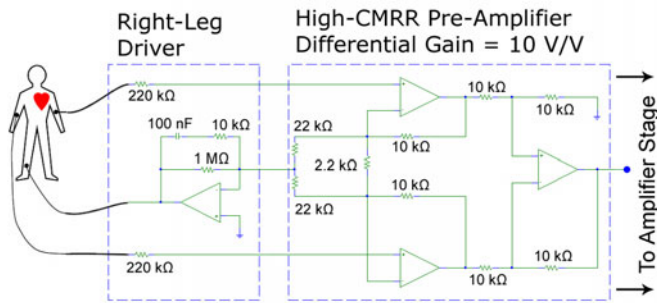 Right-Leg
Driver
High-CMRR Pre-Amplifier
Differential Gain = 10 V/V
220 kΩ
10 kΩ
10 kΩ
100 nF
10 kΩ
22 kΩ
10 kΩ
1 MΩ
2.2 kΩ
10 kΩ
22 kΩ
220 kΩ
10 kΩ
10 kΩ
To Amplifier Stage